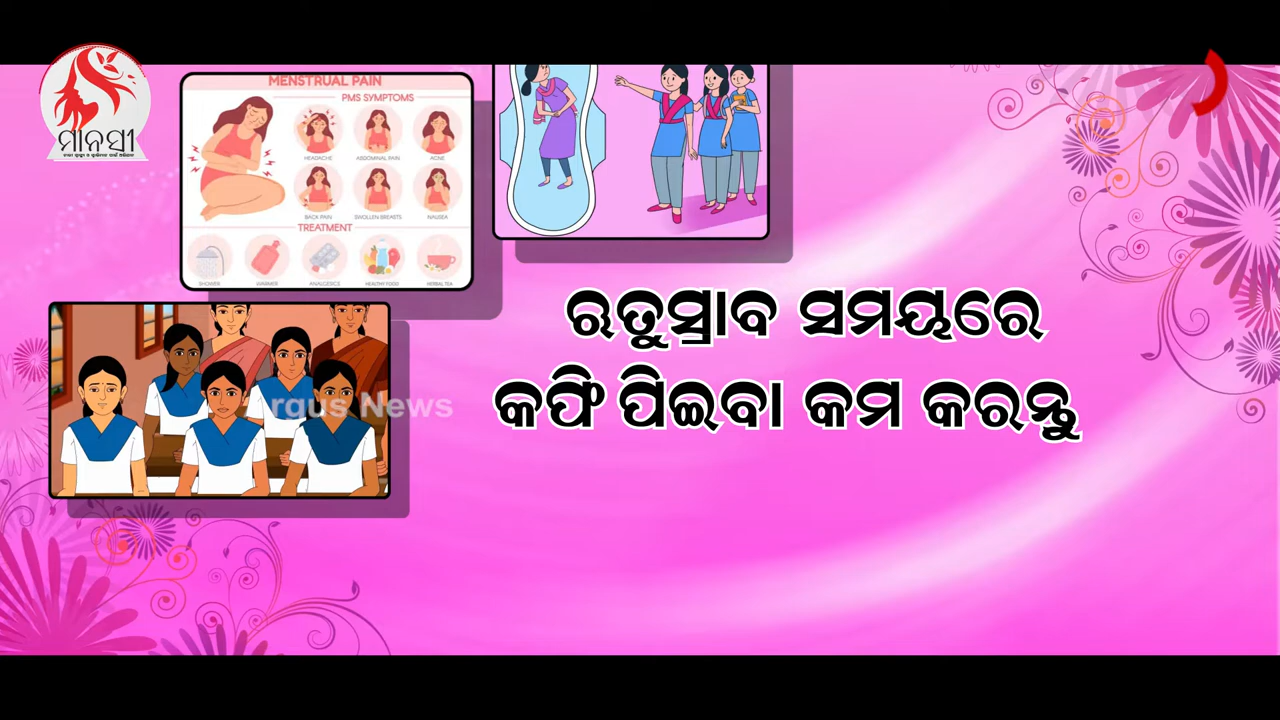 ମାନସୀ
MENSTRUAL PAIN
PMS SYMPTOMS
HEADACHE ABDOMINAL PAIN ACNE
BACK PAIN SWOLLEN BREASTS NAUSEA
TREATMENT
SHOWER WARMER ANALGESICS HEALTHY FOOD HERBAL TEA
ଋତୁସ୍ରାବ ସମୟରେ
କଫି ପିଇବା କମ କରନ୍ତୁ
rgus News